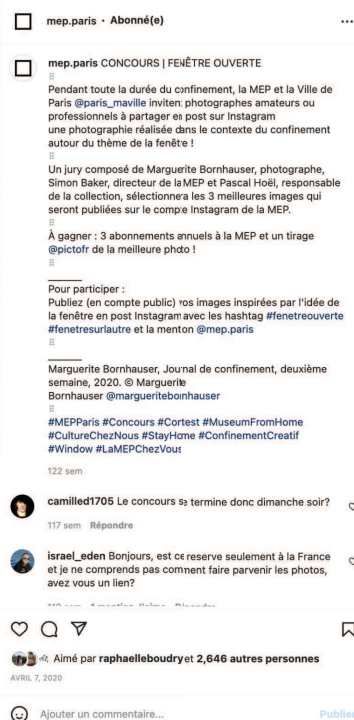 mep.paris • Abonné(e)
mep.paris CONCOURS | FENÊTRE OUVERTE
Pendant toute la durée du confinement, la MEP et la Ville de
Paris @paris_maville invitent photographes amateurs ou
professionnels à partager en post sur Instagram
une photographie réalisée dans le contexte du confinement
autour du thème de la fenêtre !
Un jury composé de Marguerite Bornhauser, photographe,
Simon Baker, directeur de la MEP et Pascal Hoël, responsable
de la collection, sélectionnera les 3 meilleures images qui
seront publiées sur le compte Instagram de la MEP.
À gagner : 3 abonnements annuels à la MEP et un tirage
@pictofr de la meilleure photo !
Pour participer :
Publiez (en compte public) vos images inspirées par l'idée de
la fenêtre en post Instagram avec les hashtag #fenetreouverte
#fenetresurlautre et la menton @mep.paris
Marguerite Bornhauser, Journal de confinement, deuxième
semaine, 2020. © Marguerite
Bornhauser @margueritebornhauser
#MEPParis #Concours #Cortest #MuseumFromHome
#CultureChezNous #StayHome #ConfinementCreatif
#Window #LaMEPChezVous
122 sem
camilled1705 Le concours se termine donc dimanche soir?
117 sem Répondre
israel_eden Bonjours, est ce reserve seulement à la France
et je ne comprends pas comment faire parvenir les photos,
avez vous un lien?
Aimé par raphaelleboudry et 2,646 autres personnes
AVRIL 7, 2020
Ajouter un commentaire... Publier